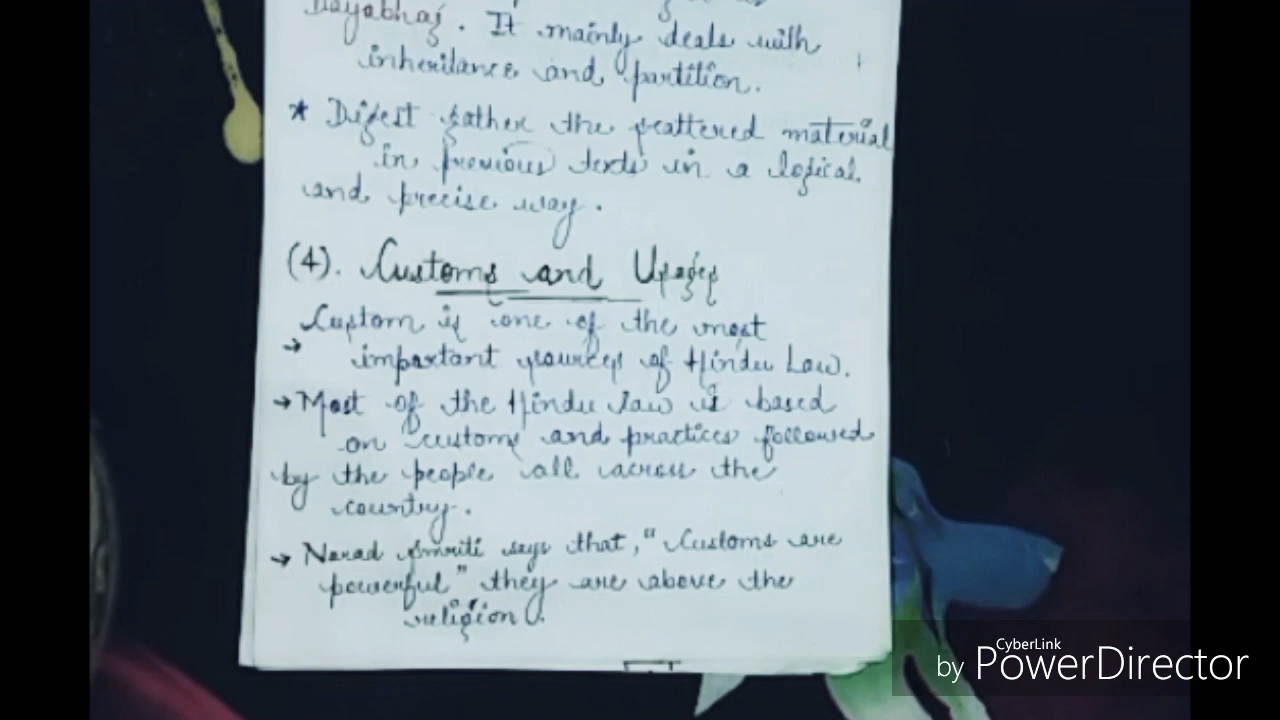 Dayabhag. It mainly deals with
inheritance and partition.
* Digest gather the scattered material
in previous texts in a logical
and precise way.
(4). Customs and Usages
Custom is one of the most
→ important sources of Hindu Law.
→ Most of the Hindu law is based
on customs and practices followed
by the people all across the
country.
→ Narad Smriti says that, "Customs are
powerful" they are above the
religion.
CyberLink
by PowerDirector